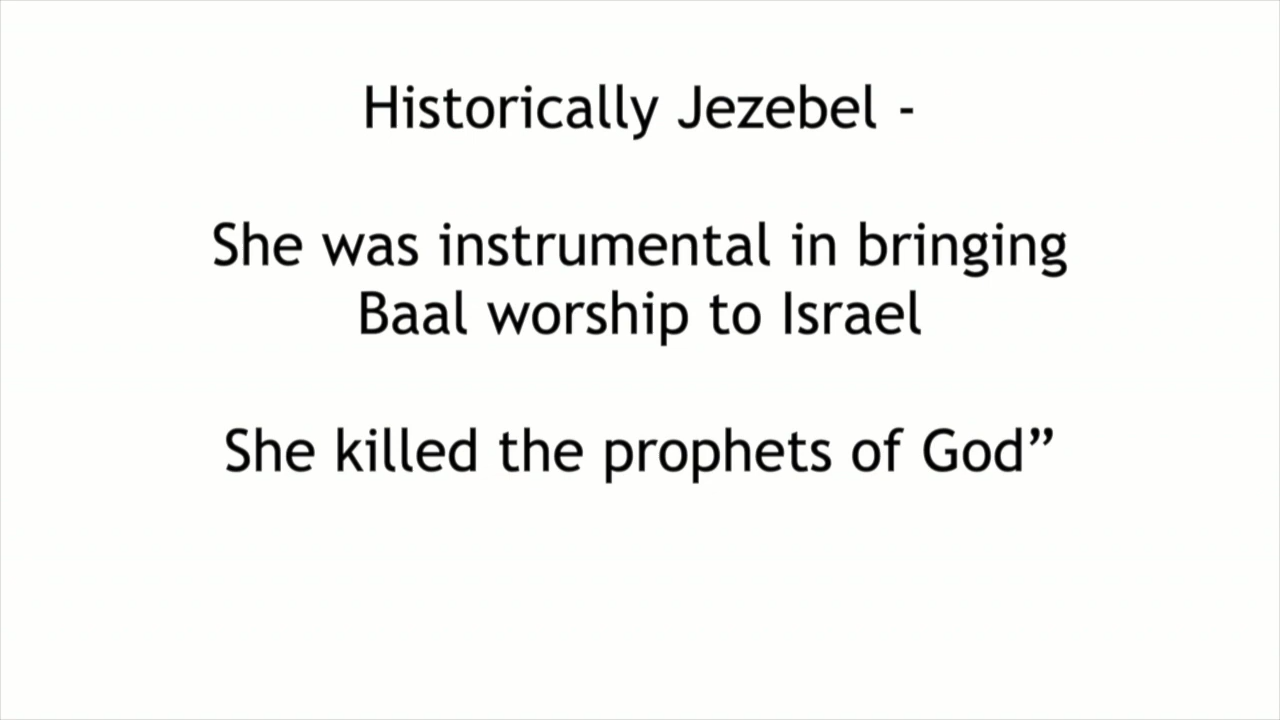 Historically Jezebel -
She was instrumental in bringing
Baal worship to Israel
She killed the prophets of God”